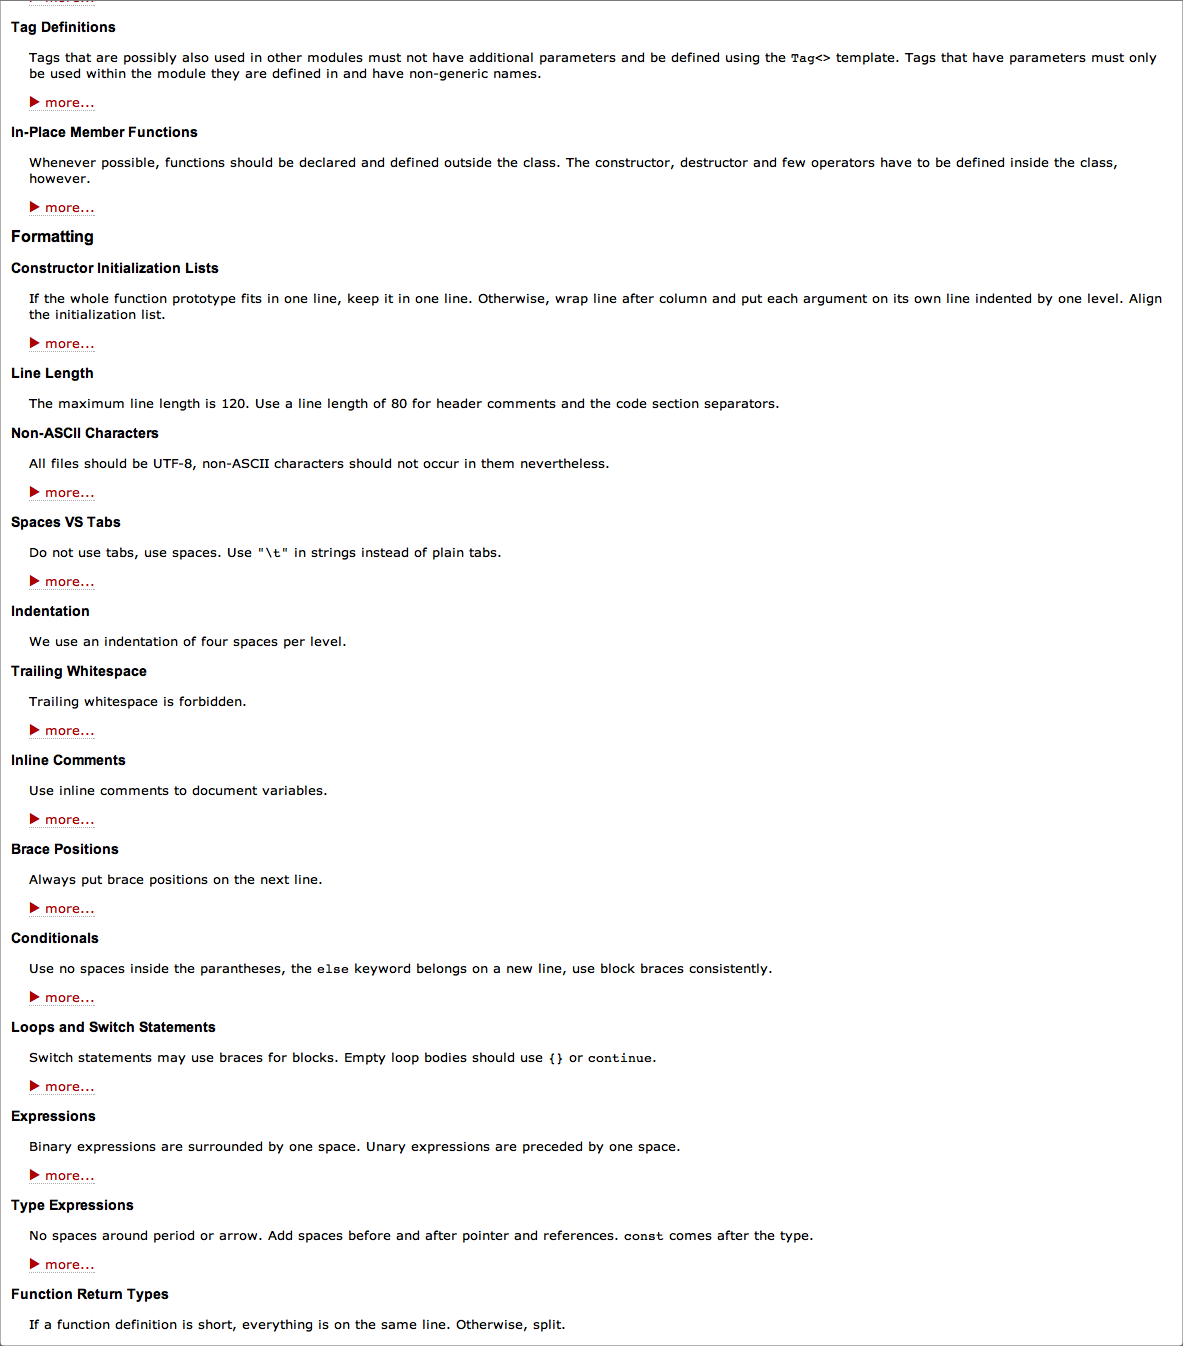 Tag Definitions
Tags that are possibly also used in other modules must not have additional parameters and be defined using the Tag<> template. Tags that have parameters must only
be used within the module they are defined in and have non-generic names.
▶ more...
In-Place Member Functions
Whenever possible, functions should be declared and defined outside the class. The constructor, destructor and few operators have to be defined inside the class,
however.
▶ more...
Formatting
Constructor Initialization Lists
If the whole function prototype fits in one line, keep it in one line. Otherwise, wrap line after column and put each argument on its own line indented by one level. Align
the initialization list.
▶ more...
Line Length
The maximum line length is 120. Use a line length of 80 for header comments and the code section separators.
Non-ASCII Characters
All files should be UTF-8, non-ASCII characters should not occur in them nevertheless.
▶ more...
Spaces VS Tabs
Do not use tabs, use spaces. Use "\t" in strings instead of plain tabs.
▶ more...
Indentation
We use an indentation of four spaces per level.
Trailing Whitespace
Trailing whitespace is forbidden.
▶ more...
Inline Comments
Use inline comments to document variables.
▶ more...
Brace Positions
Always put brace positions on the next line.
▶ more...
Conditionals
Use no spaces inside the parantheses, the else keyword belongs on a new line, use block braces consistently.
▶ more...
Loops and Switch Statements
Switch statements may use braces for blocks. Empty loop bodies should use {} or continue.
▶ more...
Expressions
Binary expressions are surrounded by one space. Unary expressions are preceded by one space.
▶ more...
Type Expressions
No spaces around period or arrow. Add spaces before and after pointer and references. const comes after the type.
▶ more...
Function Return Types
If a function definition is short, everything is on the same line. Otherwise, split.